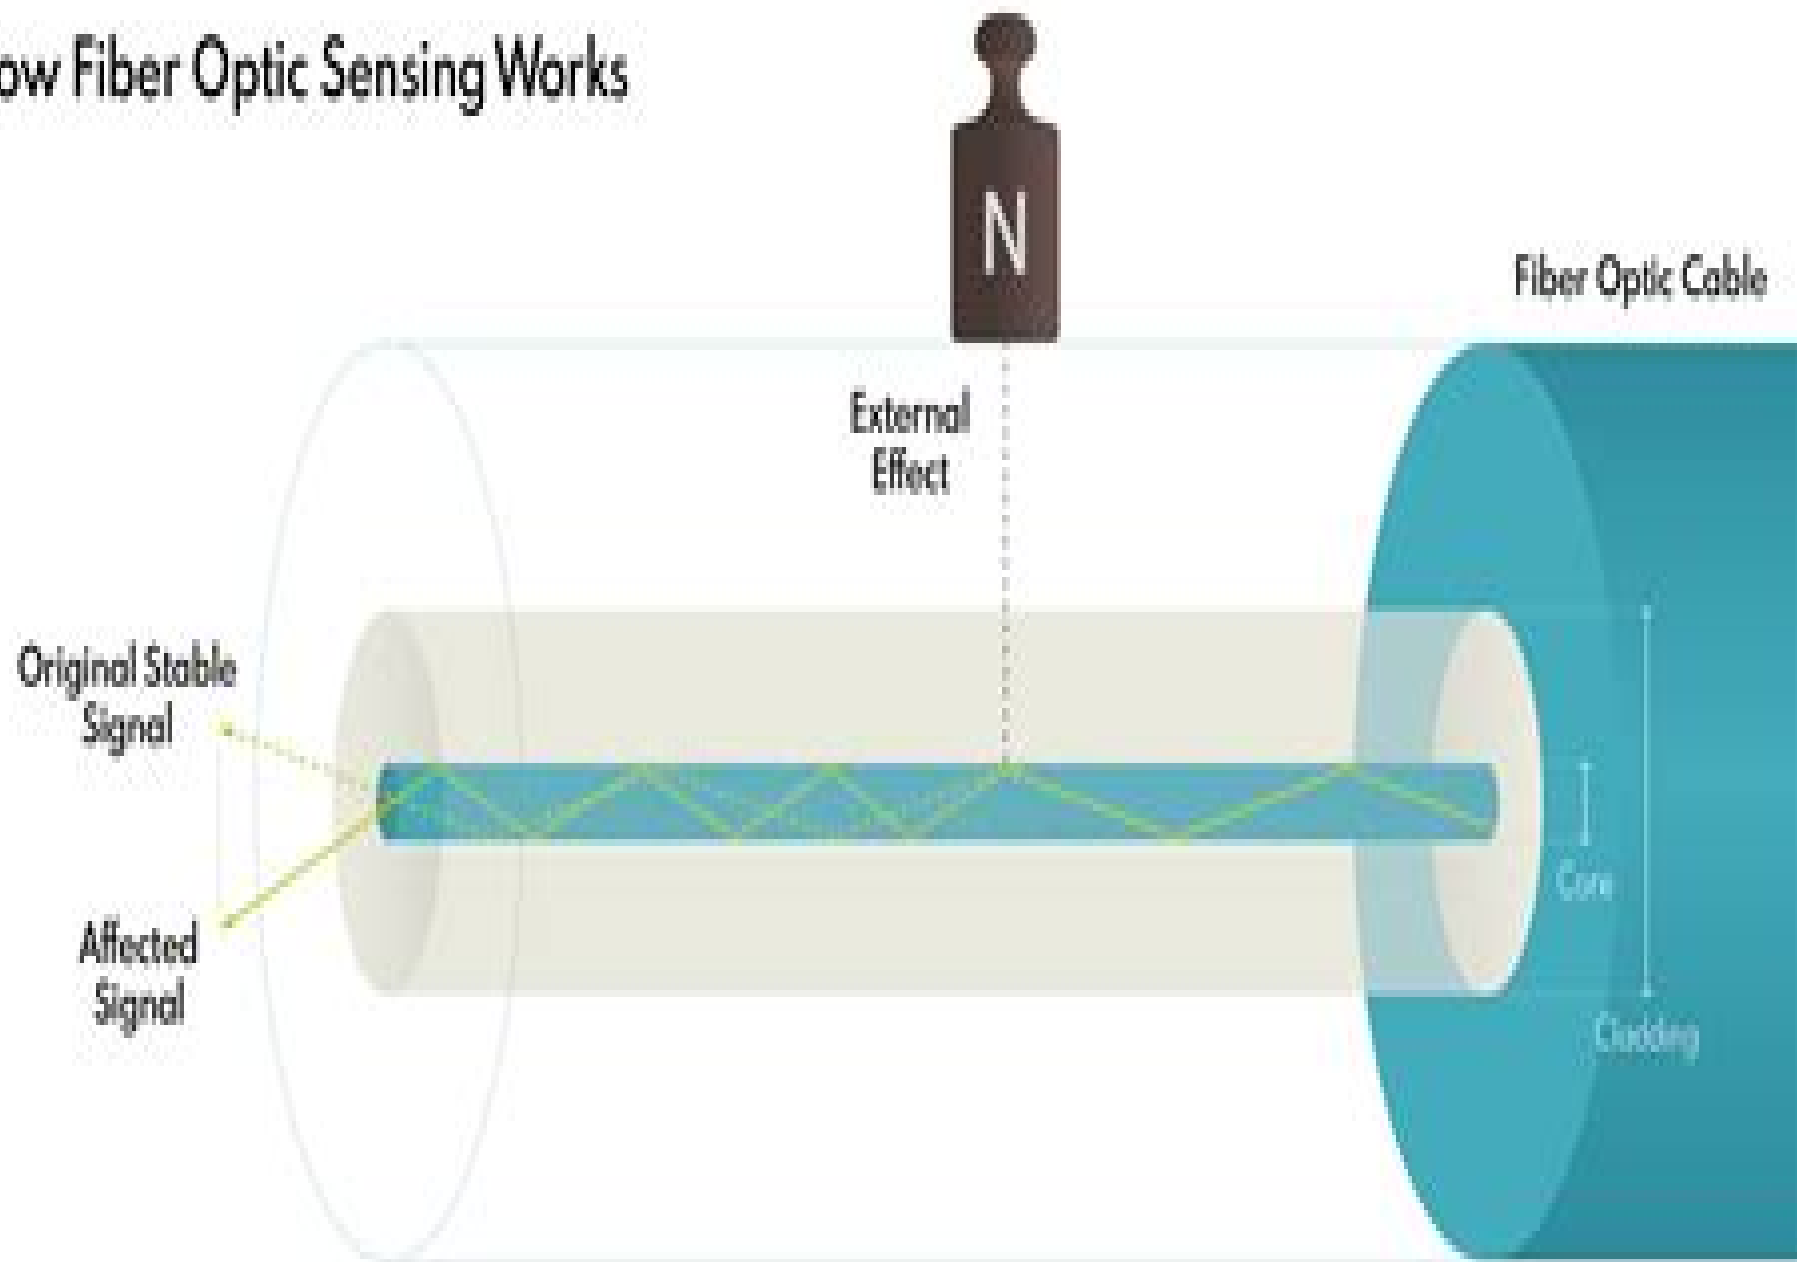 ow Fiber Optic Sensing Works
N
Fiber Optic Cable
External
Effect
Original Stable
Signal
Affected
Signal
Core
Cladding